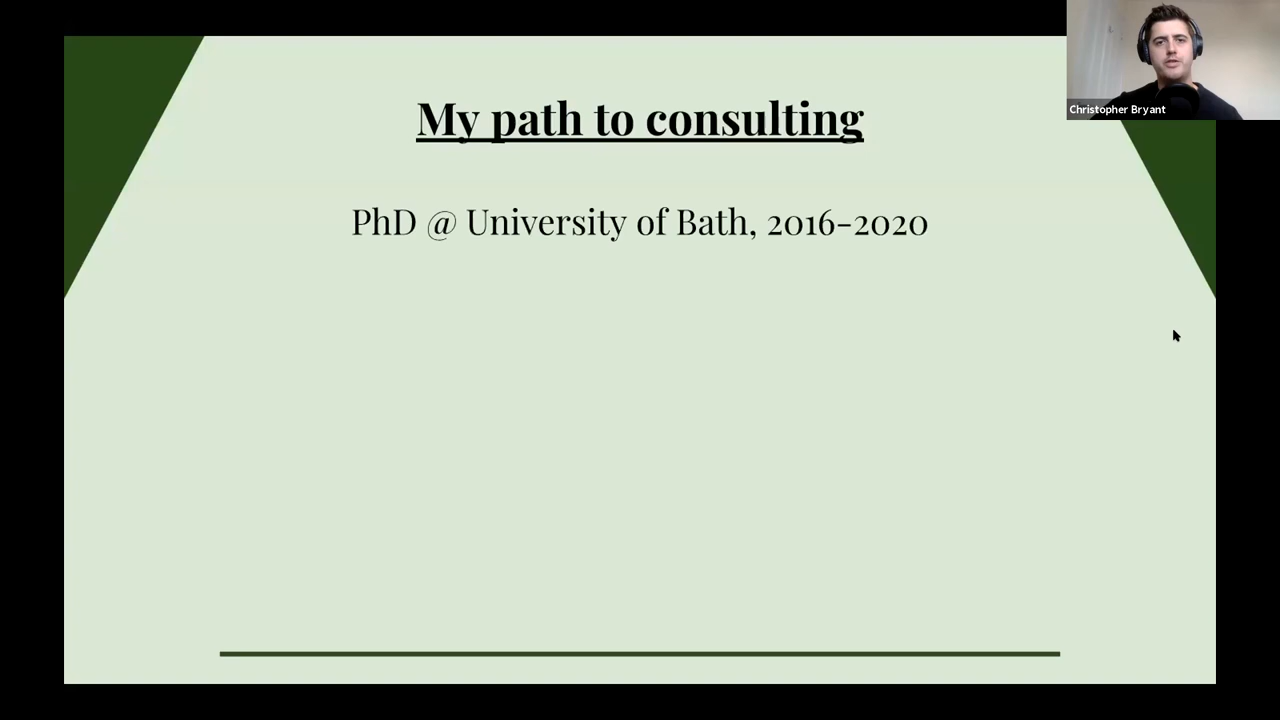 My path to consulting
Christopher Bryant
PhD @ University of Bath, 2016-2020